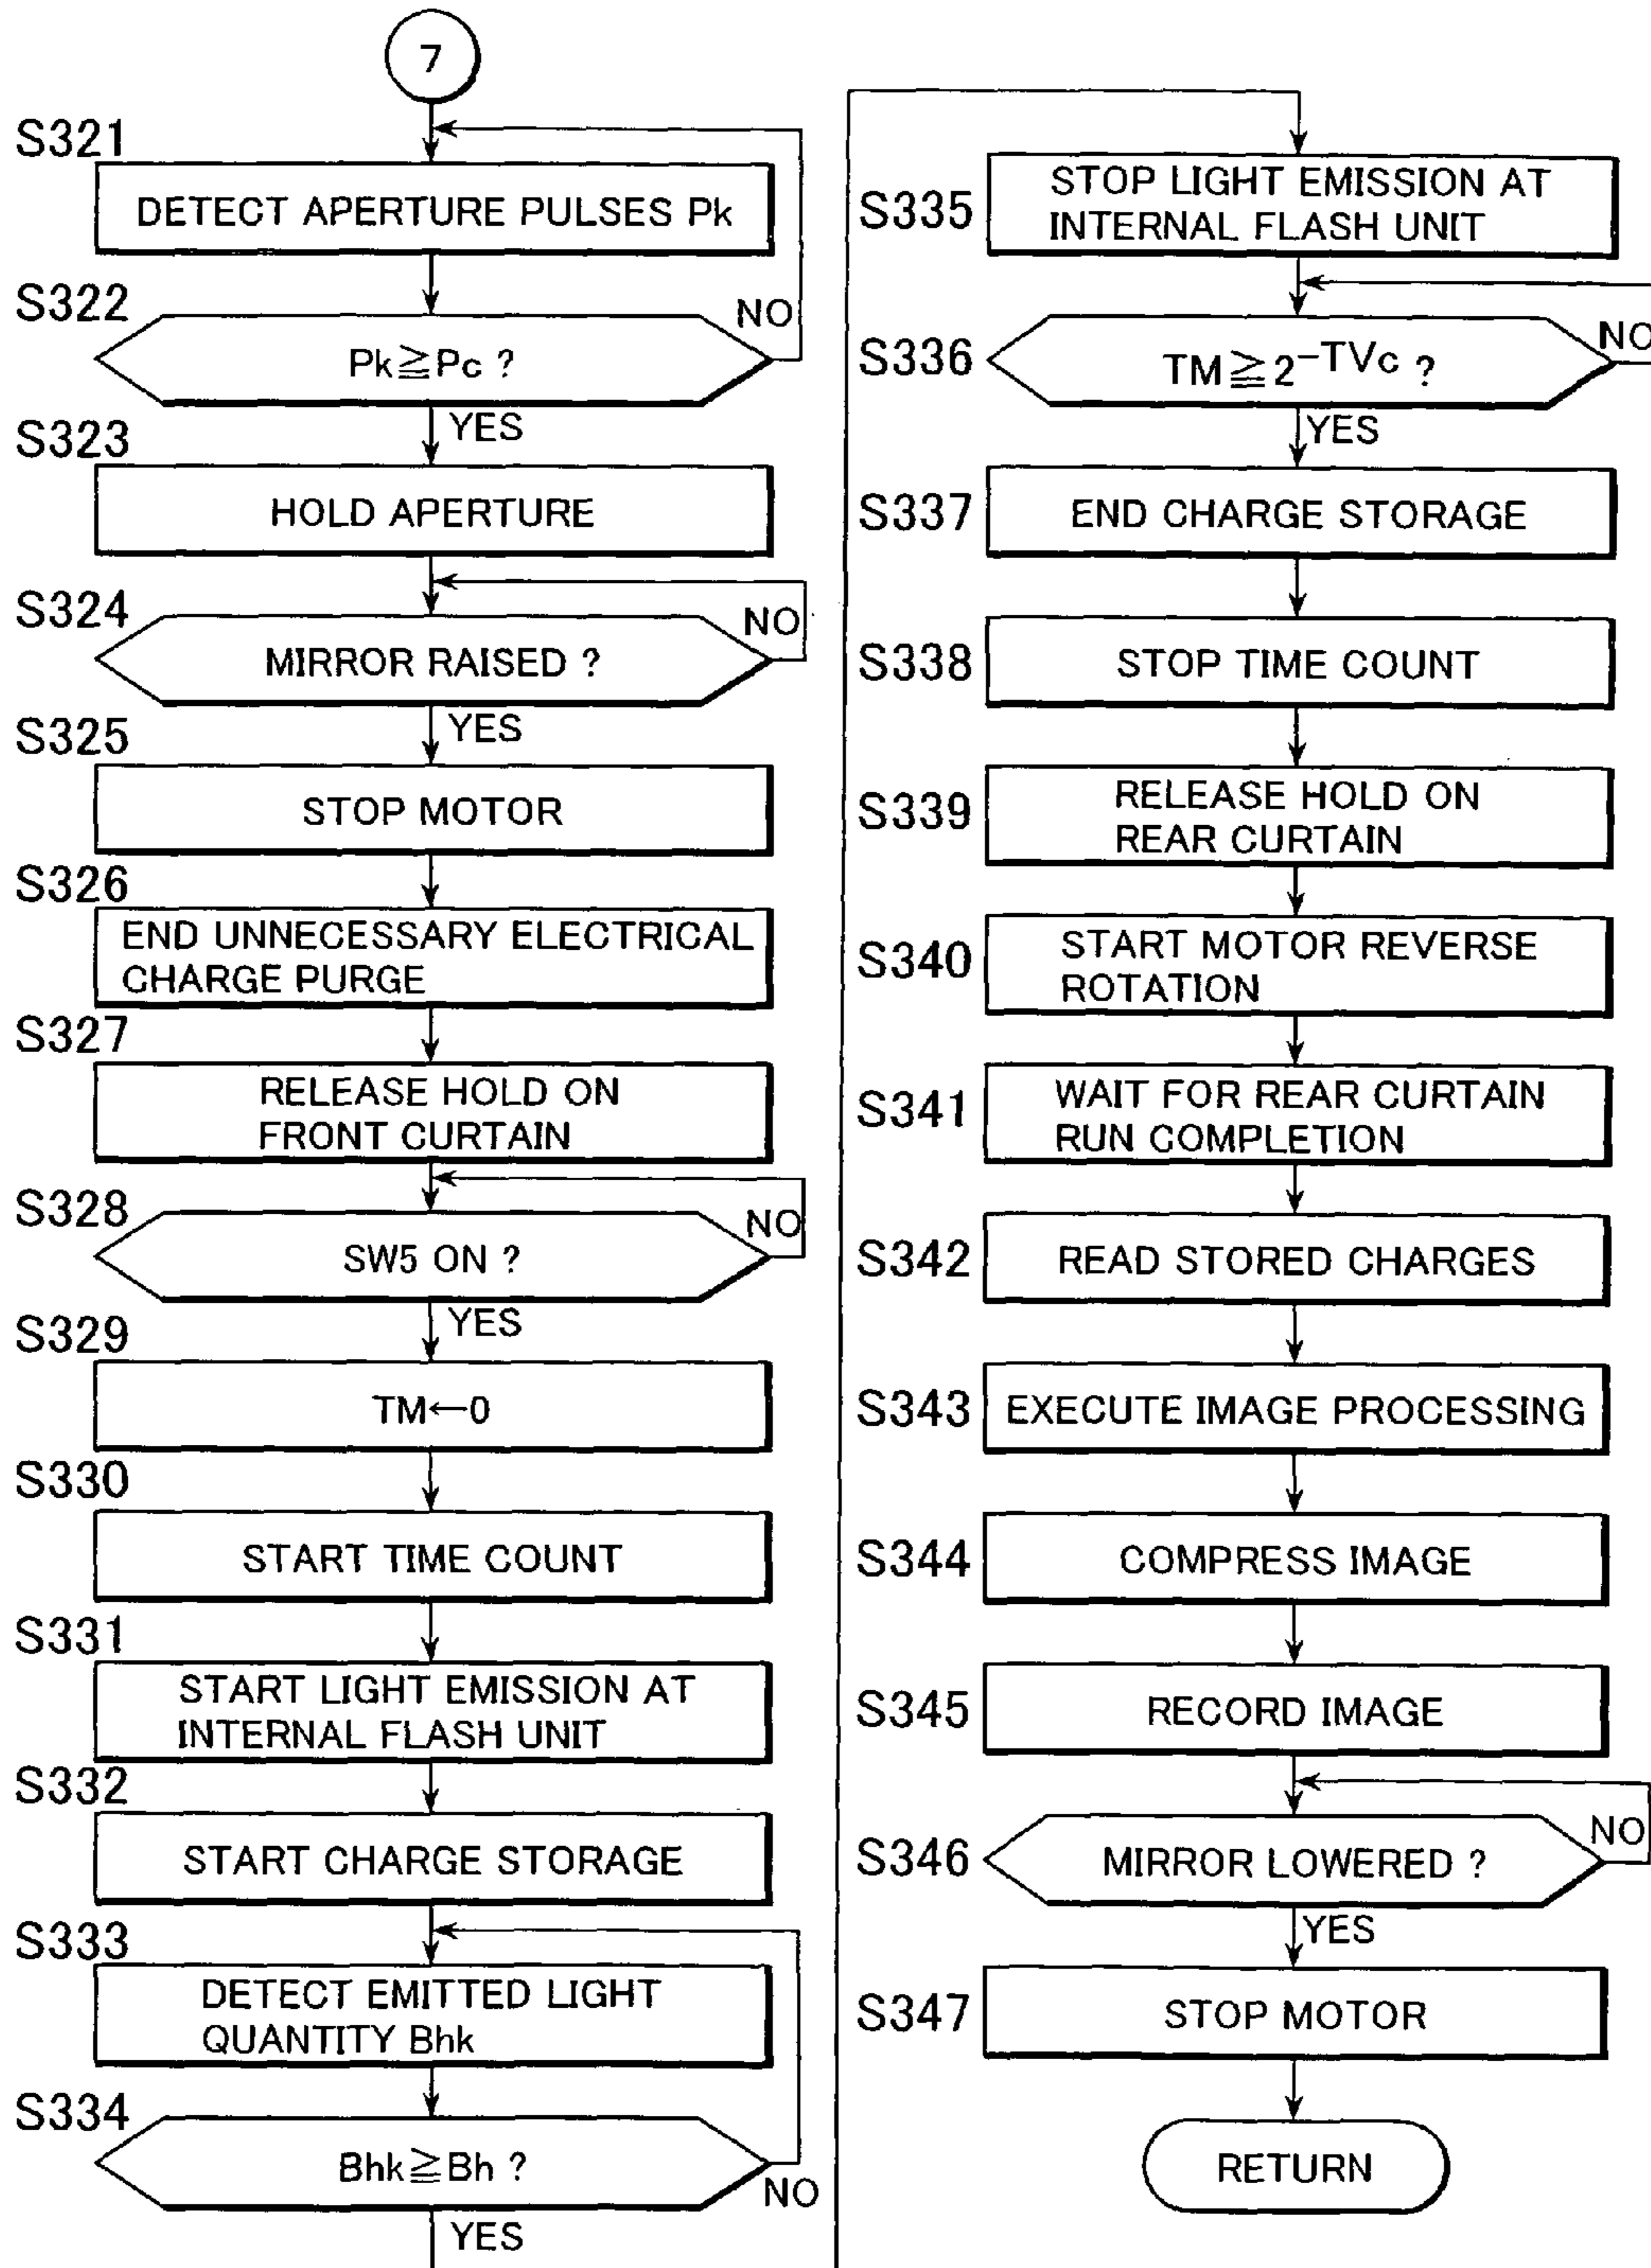 7
S321
DETECT APERTURE PULSES Pk
S322
Pk≧Pc ?
NO
YES
S323
HOLD APERTURE
S324
MIRROR RAISED ?
NO
YES
S325
STOP MOTOR
S326
END UNNECESSARY ELECTRICAL
CHARGE PURGE
S327
RELEASE HOLD ON
FRONT CURTAIN
S328
SW5 ON ?
NO
YES
S329
TM←0
S330
START TIME COUNT
S331
START LIGHT EMISSION AT
INTERNAL FLASH UNIT
S332
START CHARGE STORAGE
S333
DETECT EMITTED LIGHT
QUANTITY Bhk
S334
Bhk≧Bh ?
NO
YES
S335
STOP LIGHT EMISSION AT
INTERNAL FLASH UNIT
S336
TM≧2^-TVc ?
NO
YES
S337
END CHARGE STORAGE
S338
STOP TIME COUNT
S339
RELEASE HOLD ON
REAR CURTAIN
S340
START MOTOR REVERSE
ROTATION
S341
WAIT FOR REAR CURTAIN
RUN COMPLETION
S342
READ STORED CHARGES
S343
EXECUTE IMAGE PROCESSING
S344
COMPRESS IMAGE
S345
RECORD IMAGE
S346
MIRROR LOWERED ?
NO
YES
S347
STOP MOTOR
RETURN